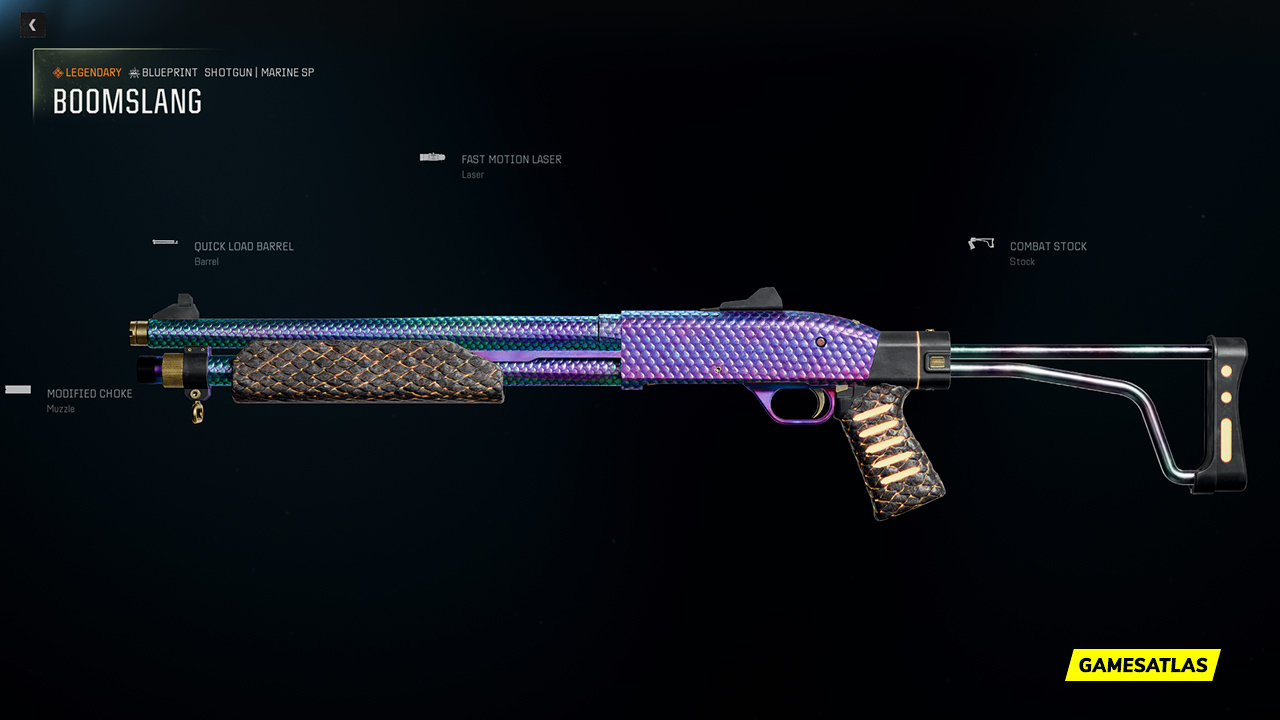 LEGENDARY BLUEPRINT SHOTGUN | MARINE SP
BOOMSLANG
FAST MOTION LASER
Laser
QUICK LOAD BARREL
Barrel
COMBAT STOCK
Stock
MODIFIED CHOKE
Muzzle
GAMESATLAS